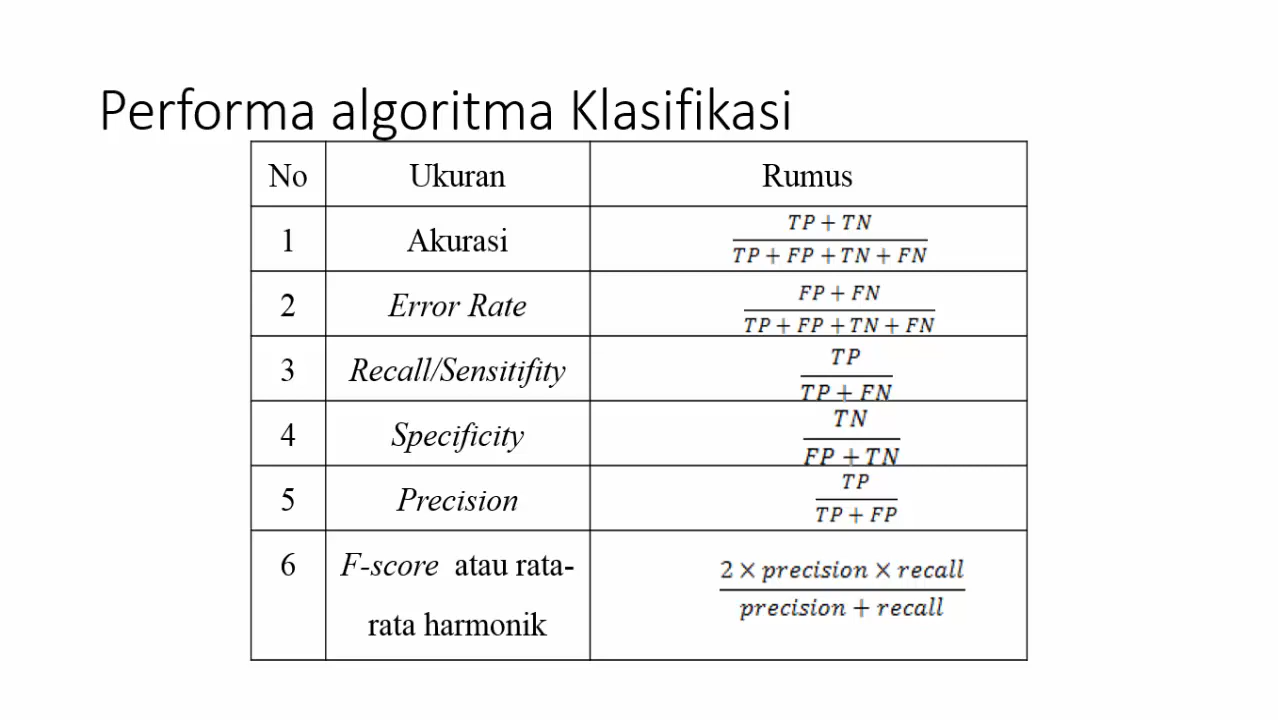 Performa algoritma Klasifikasi
No Ukuran Rumus
1 Akurasi TP + TN
TP + FP + TN + FN
2 Error Rate FP + FN
TP + FP + TN + FN
3 Recall/Sensitifity TP
TP + FN
4 Specificity TN
FP + TN
5 Precision TP
TP + FP
6 F-score atau rata-
rata harmonik
2 × precision × recall
precision + recall